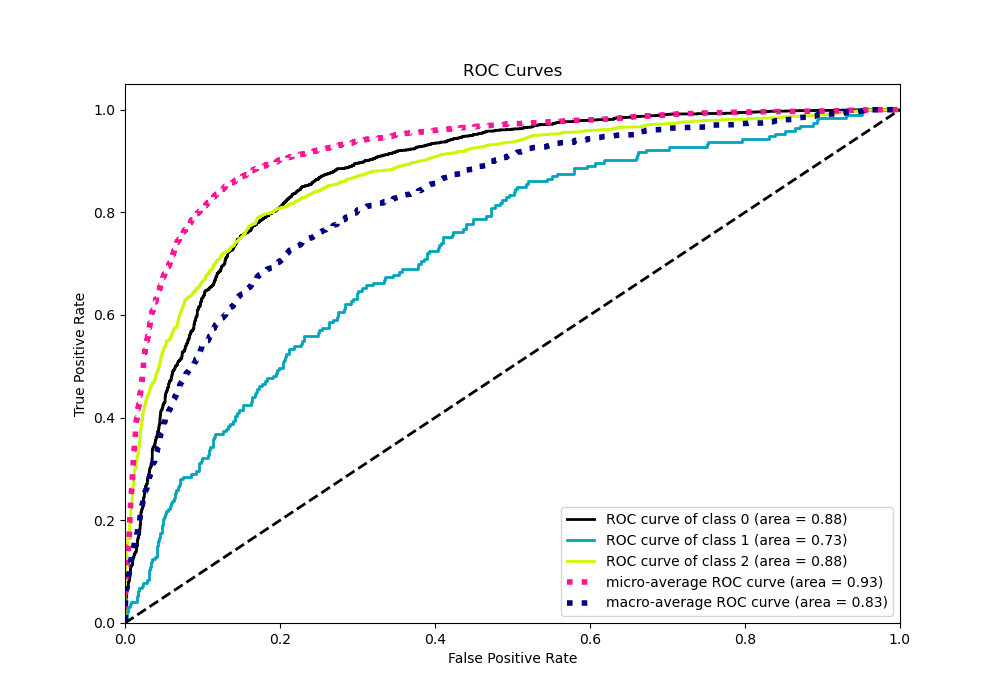 ROC Curves
True Positive Rate
1.0
0.8
0.6
0.4
0.2
0.0
0.0 0.2 0.4 0.6 0.8 1.0
False Positive Rate
ROC curve of class 0 (area = 0.88)
ROC curve of class 1 (area = 0.73)
ROC curve of class 2 (area = 0.88)
micro-average ROC curve (area = 0.93)
macro-average ROC curve (area = 0.83)